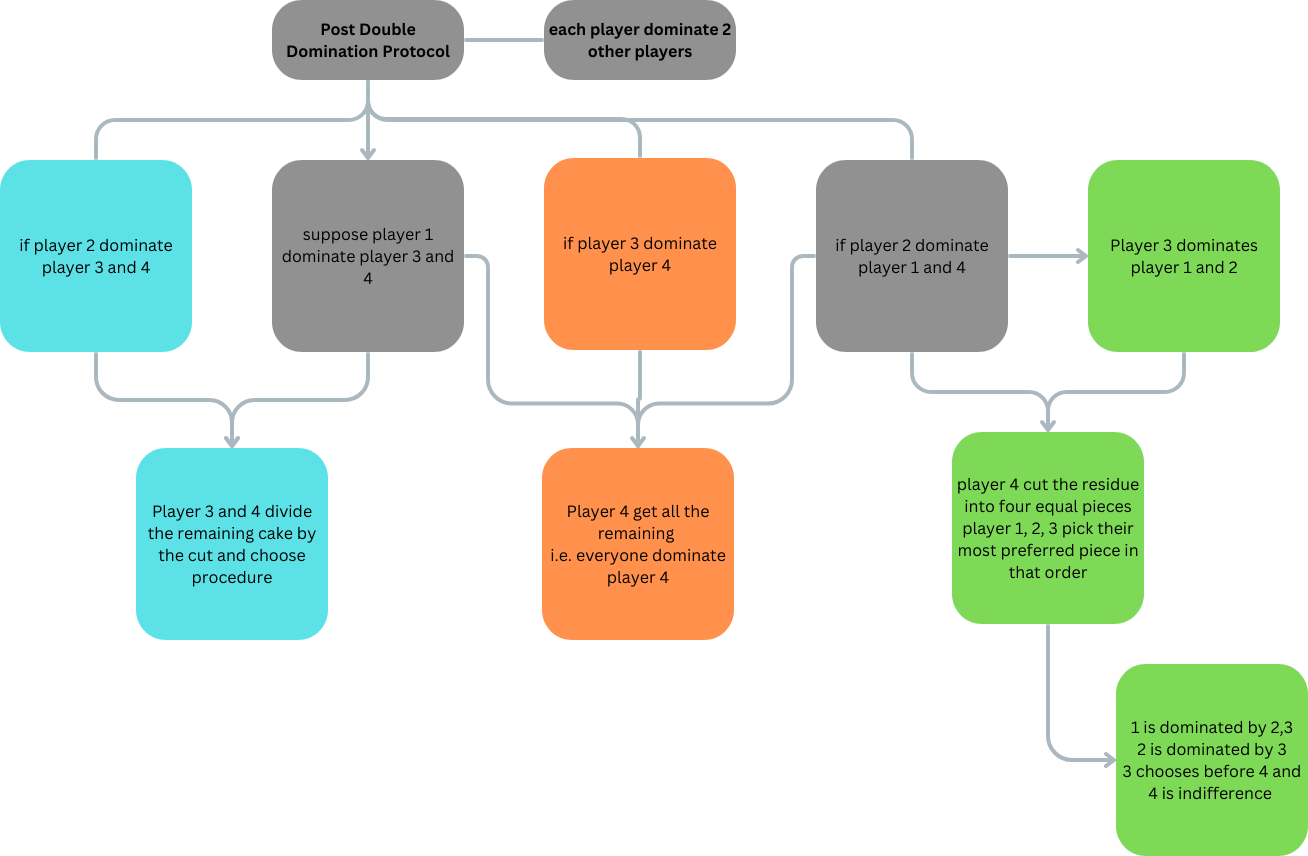 Post Double
Domination Protocol
each player dominate 2
other players
if player 2 dominate
player 3 and 4
suppose player 1
dominate player 3 and
4
if player 3 dominate
player 4
if player 2 dominate
player 1 and 4
Player 3 dominates
player 1 and 2
Player 3 and 4 divide
the remaining cake by
the cut and choose
procedure
Player 4 get all the
remaining
i.e. everyone dominate
player 4
player 4 cut the residue
into four equal pieces
player 1, 2, 3 pick their
most preferred piece in
that order
1 is dominated by 2,3
2 is dominated by 3
3 chooses before 4 and
4 is indifference